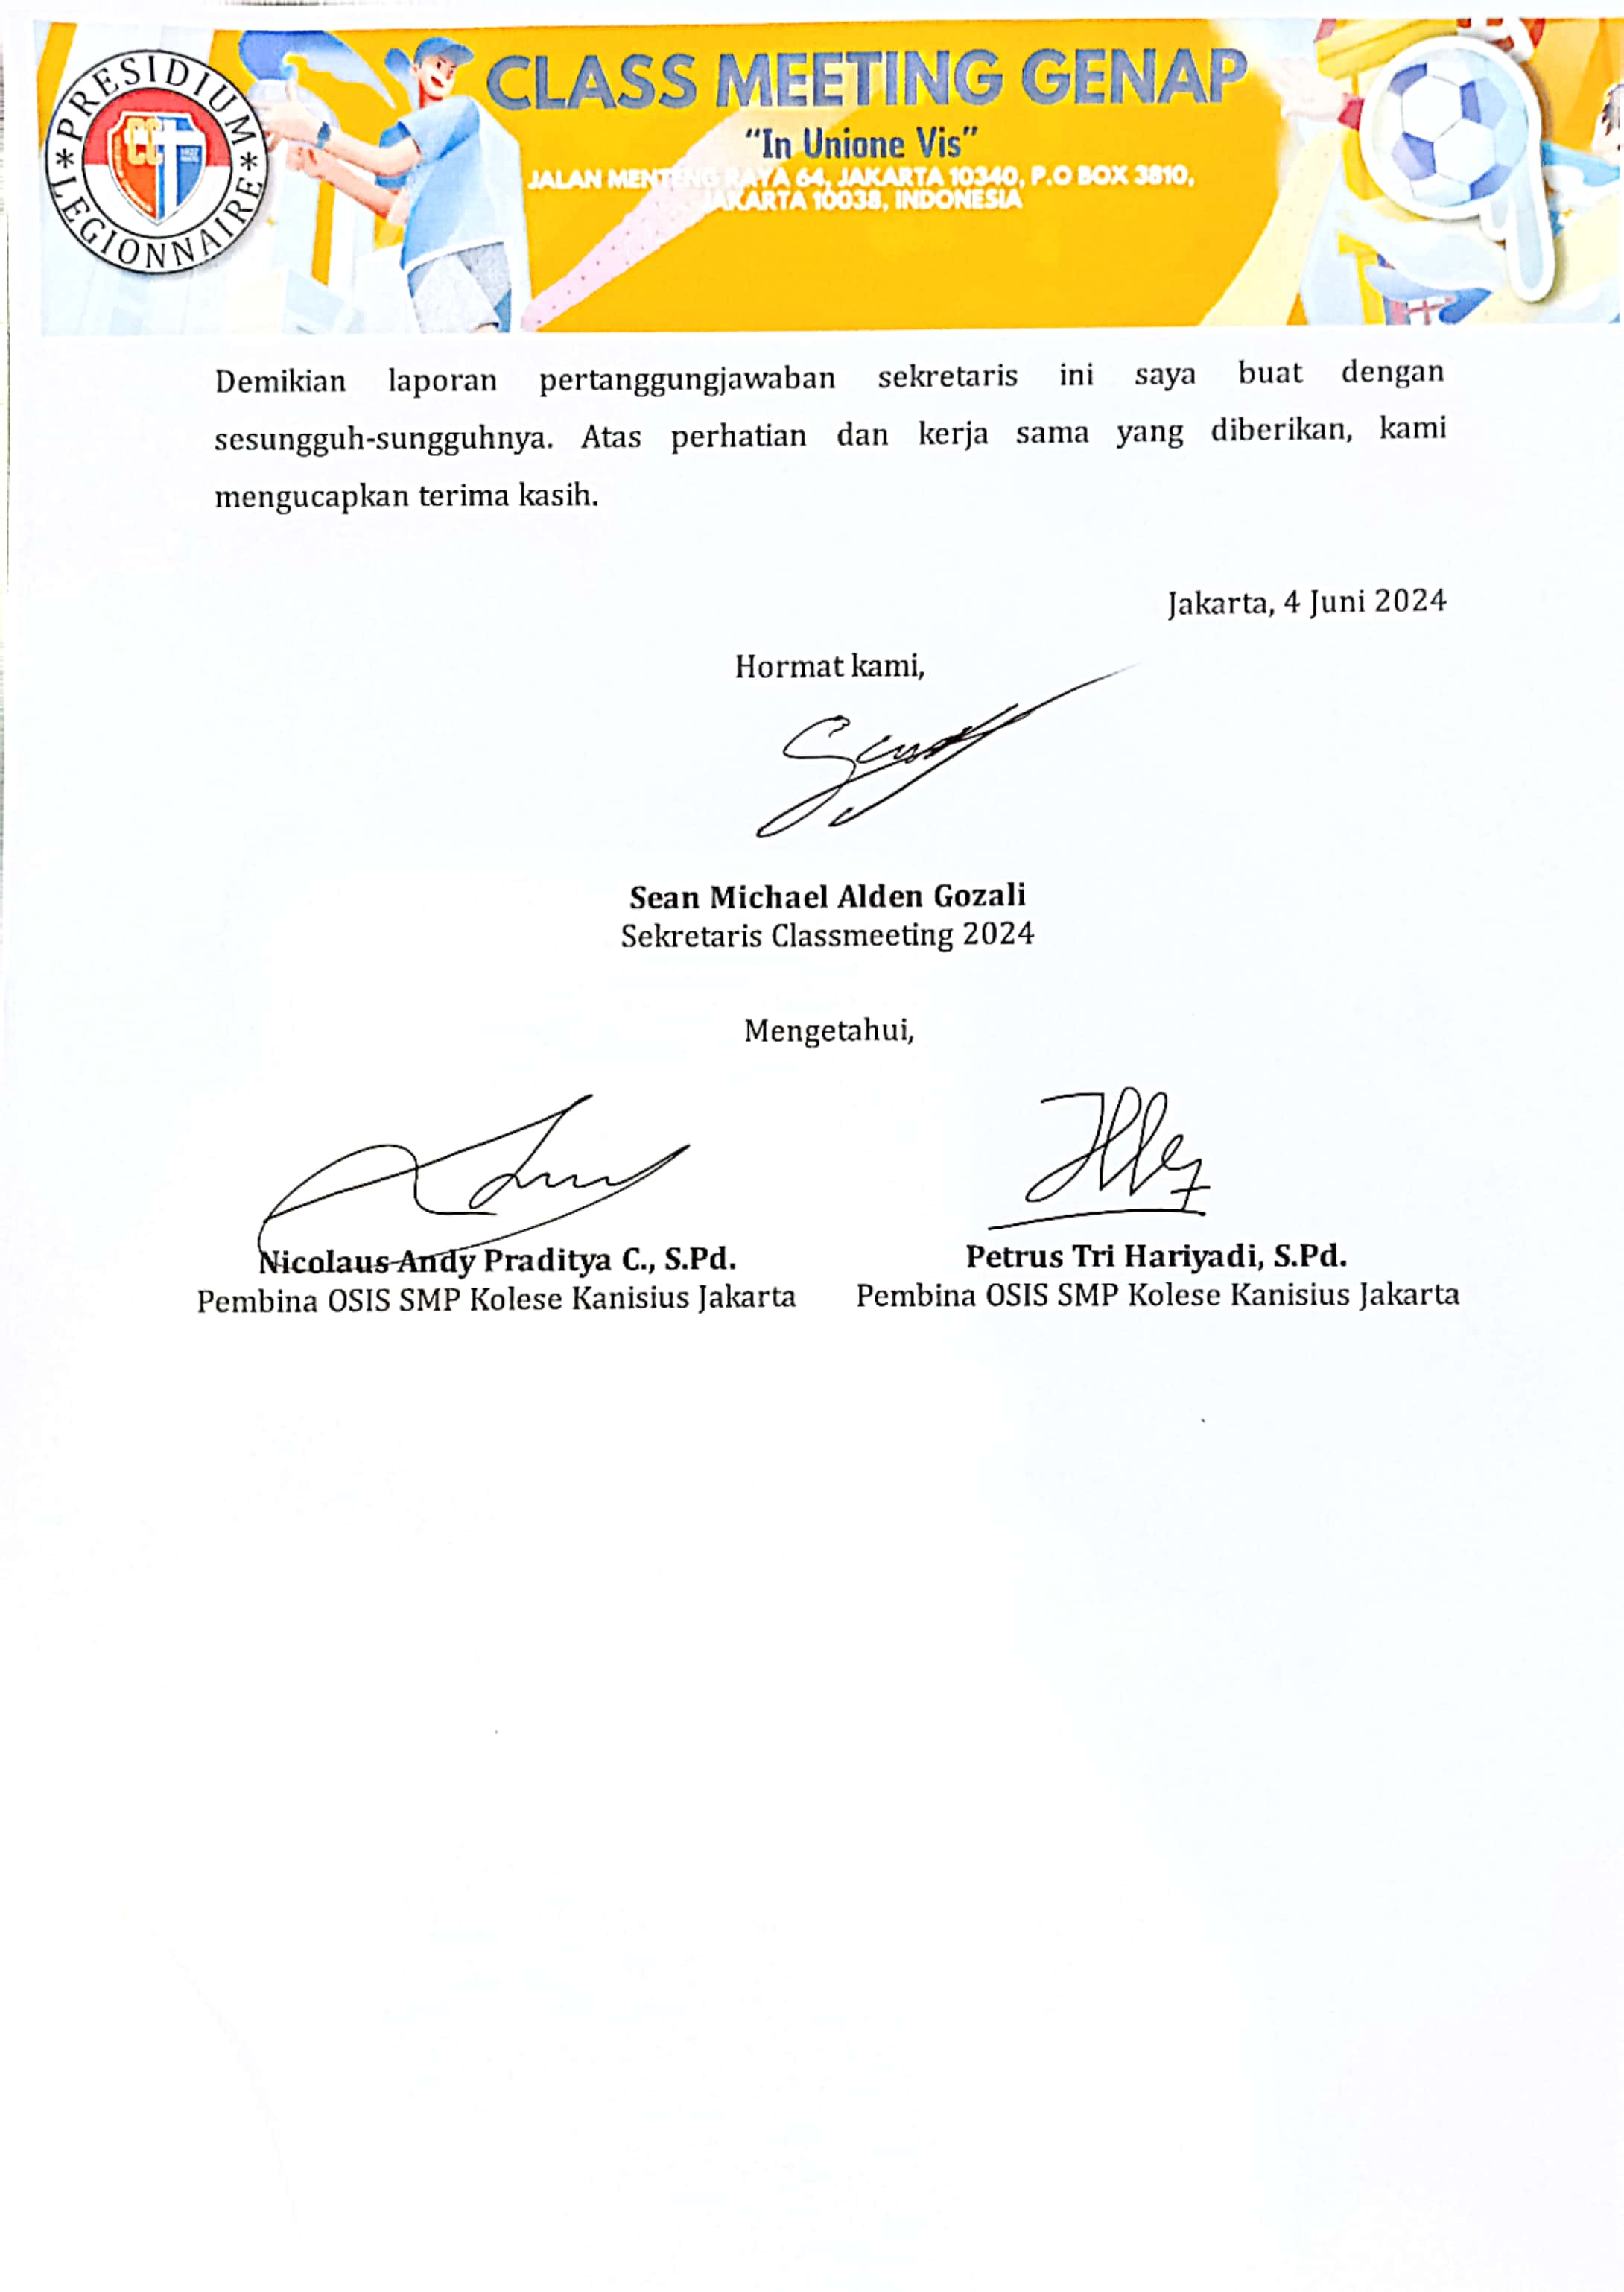 PRESIDIUM
* LEGIONNAIRE *
CC
CLASS MEETING GENAP
“In Unione Vis”
JALAN MENTENG RAYA 64, JAKARTA 10340, P.O BOX 3810,
JAKARTA 10038, INDONESIA
Demikian laporan pertanggungjawaban sekretaris ini saya buat dengan
sesungguh-sungguhnya. Atas perhatian dan kerja sama yang diberikan, kami
mengucapkan terima kasih.
Jakarta, 4 Juni 2024
Hormat kami,
Sean Michael Alden Gozali
Sekretaris Classmeeting 2024
Mengetahui,
Nicolaus Andy Praditya C., S.Pd.
Pembina OSIS SMP Kolese Kanisius Jakarta
Petrus Tri Hariyadi, S.Pd.
Pembina OSIS SMP Kolese Kanisius Jakarta